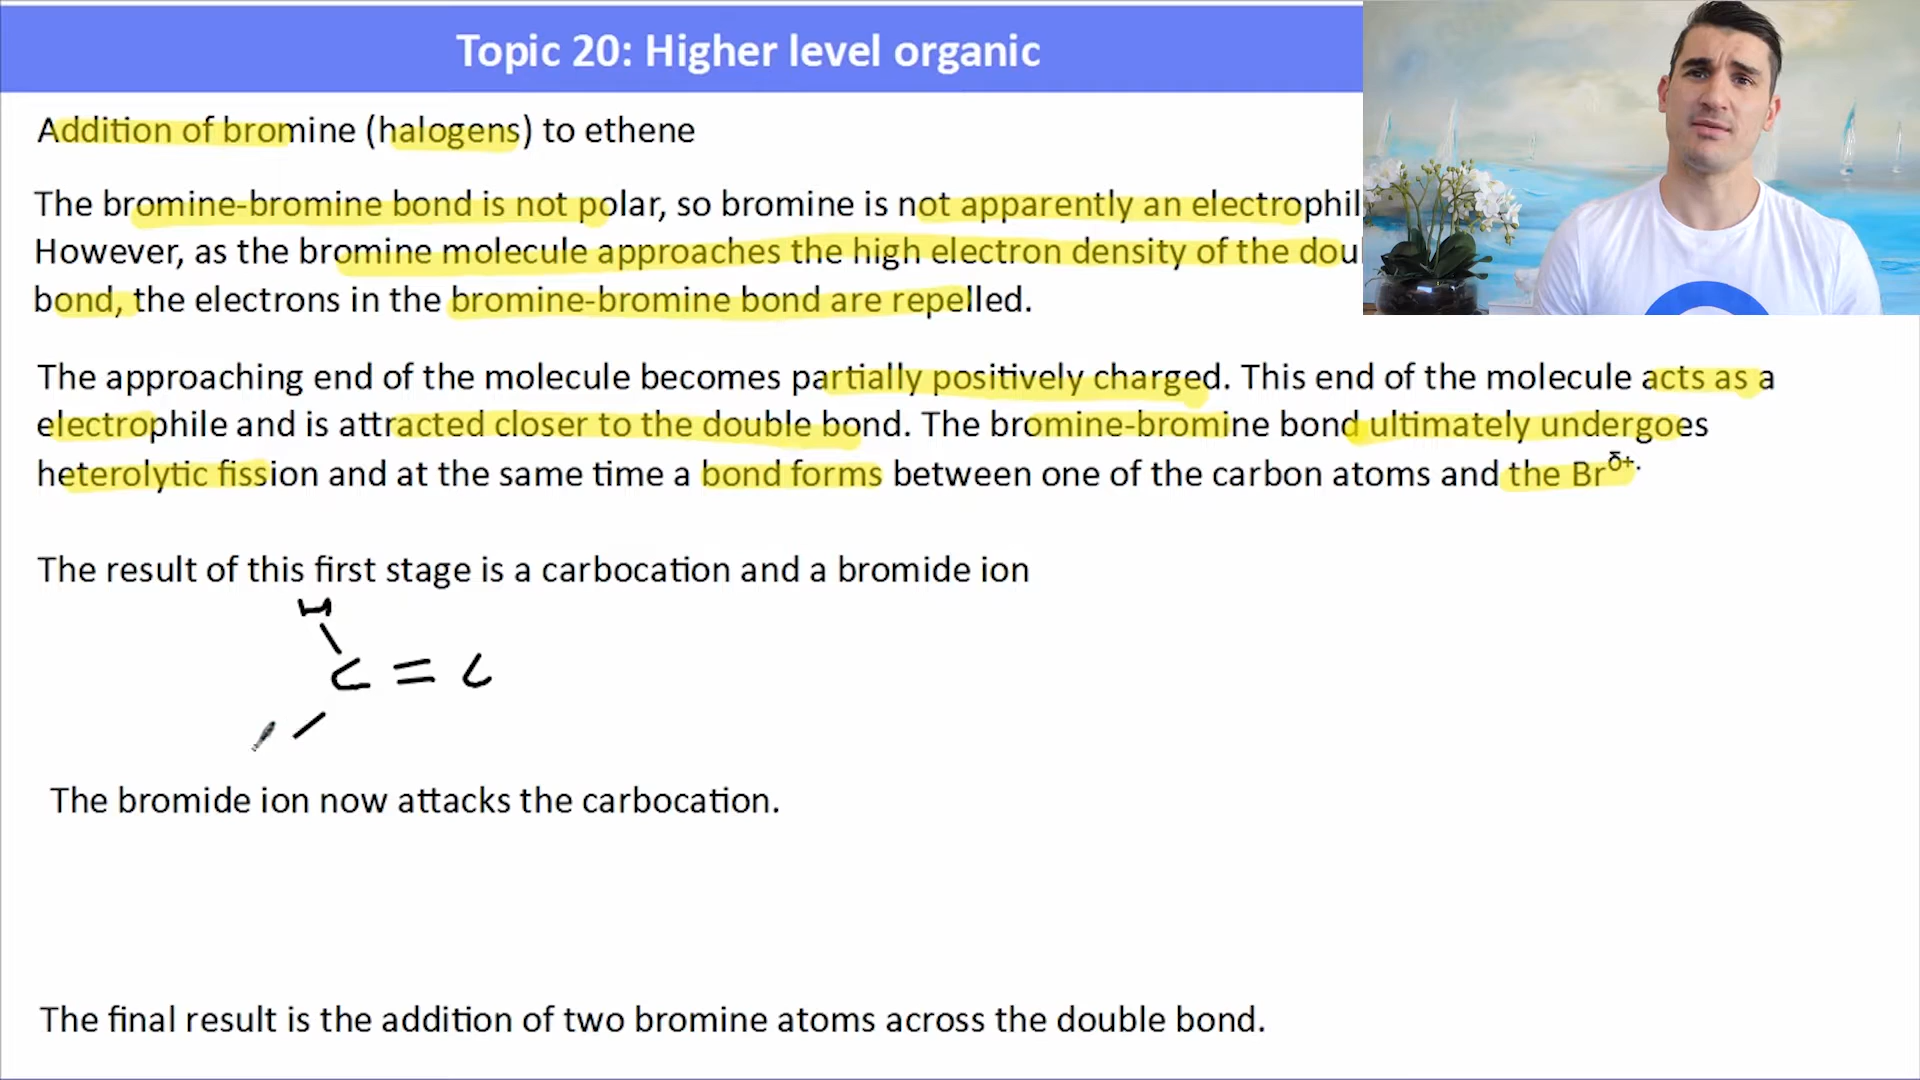 Topic 20: Higher level organic
Addition of bromine (halogens) to ethene
The bromine-bromine bond is not polar, so bromine is not apparently an electrophil
However, as the bromine molecule approaches the high electron density of the dou
bond, the electrons in the bromine-bromine bond are repelled.
The approaching end of the molecule becomes partially positively charged. This end of the molecule acts as a
electrophile and is attracted closer to the double bond. The bromine-bromine bond ultimately undergoes
heterolytic fission and at the same time a bond forms between one of the carbon atoms and the Brδ+.
The result of this first stage is a carbocation and a bromide ion
H
C = C
The bromide ion now attacks the carbocation.
The final result is the addition of two bromine atoms across the double bond.